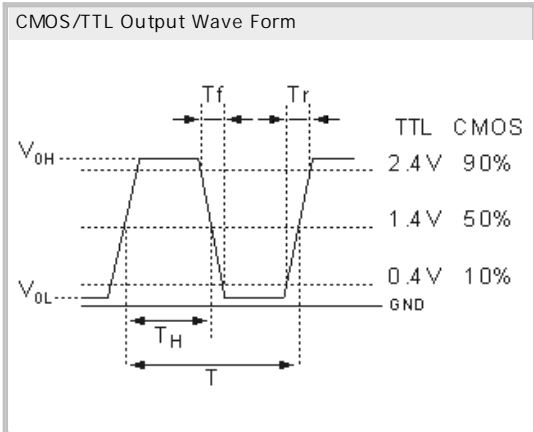 CMOS/TTL Output Wave Form
Tf Tr
TTL CMOS
V0H 2.4V 90%
1.4V 50%
0.4V 10%
V0L
GND
TH
T